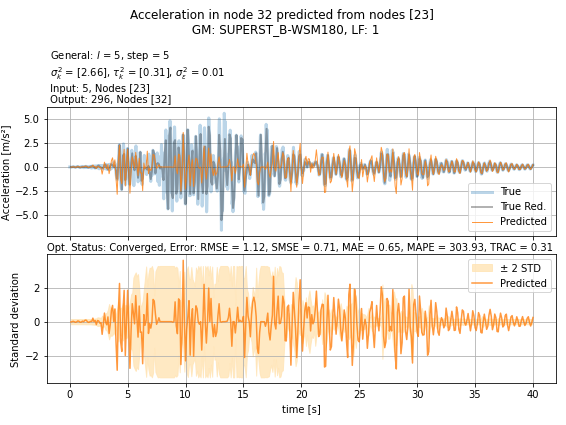 Acceleration in node 32 predicted from nodes [23]
GM: SUPERST_B-WSM180, LF: 1
General: l = 5, step = 5
σ²ₖ = [2.66], τ²ₖ = [0.31], σ²ε = 0.01
Input: 5, Nodes [23]
Output: 296, Nodes [32]
Acceleration [m/s²]
5.0
2.5
0.0
−2.5
−5.0
True
True Red.
Predicted
Opt. Status: Converged, Error: RMSE = 1.12, SMSE = 0.71, MAE = 0.65, MAPE = 303.93, TRAC = 0.31
Standard deviation
2
0
−2
± 2 STD
Predicted
0 5 10 15 20 25 30 35 40
time [s]